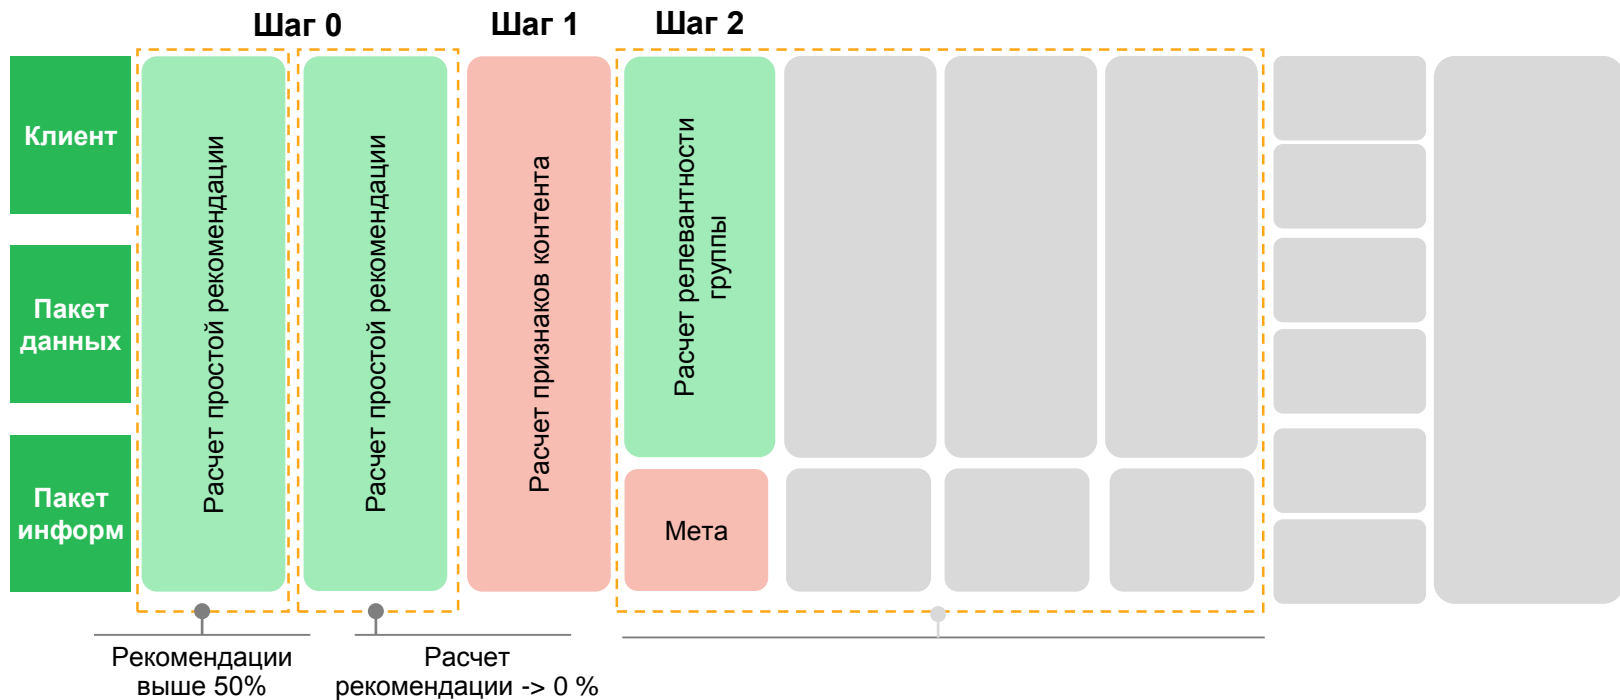 Шаг 0
Шаг 1
Шаг 2
Клиент
Пакет
данных
Пакет
информ
Расчет простой рекомендации
Расчет простой рекомендации
Расчет признаков контента
Расчет релевантности
группы
Мета
Рекомендации
выше 50%
Расчет
рекомендации -> 0 %